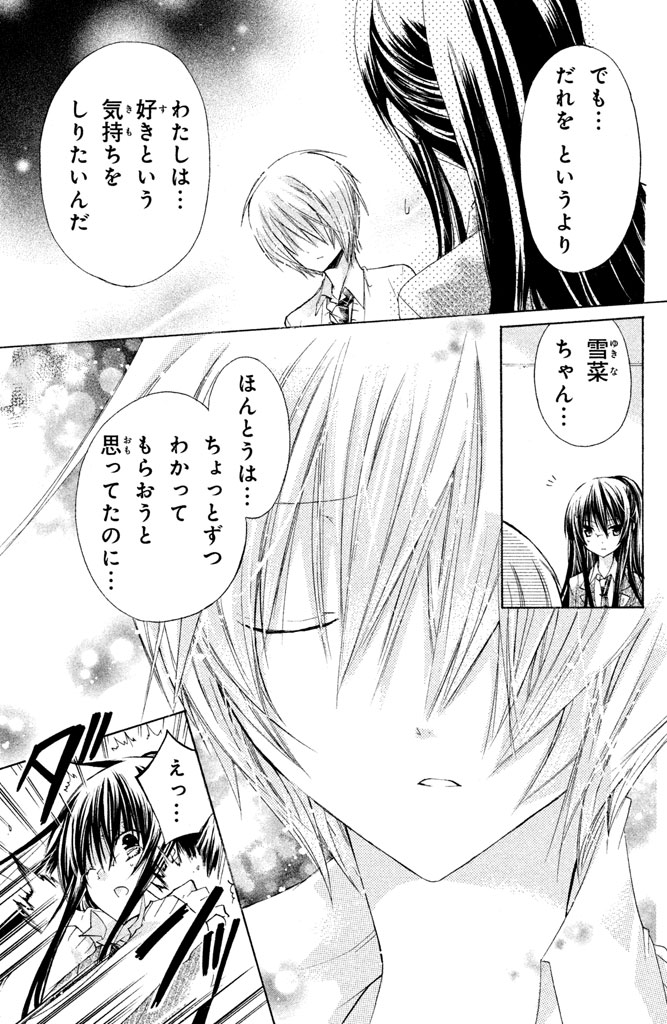 でも…
だれを というより
わたしは…
好きという
気持ちを
しりたいんだ
雪菜
ちゃん…
ほんとうは…
ちょっとずつ
わかって
もらおうと
思ってたのに…
えっ…
ダッ